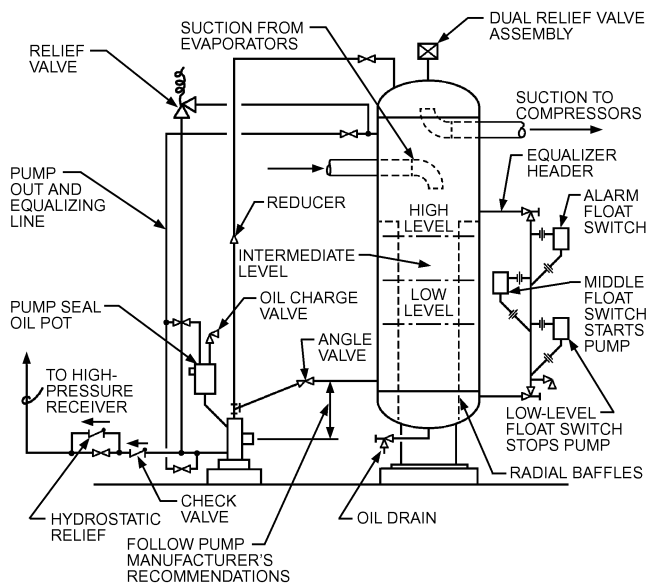 DUAL RELIEF VALVE
ASSEMBLY
SUCTION FROM
EVAPORATORS
RELIEF
VALVE
SUCTION TO
COMPRESSORS
EQUALIZER
HEADER
PUMP
OUT AND
EQUALIZING
LINE
REDUCER
HIGH
LEVEL
ALARM
FLOAT
SWITCH
INTERMEDIATE
LEVEL
MIDDLE
FLOAT
SWITCH
STARTS
PUMP
PUMP SEAL
OIL POT
OIL CHARGE
VALVE
LOW
LEVEL
ANGLE
VALVE
TO HIGH-
PRESSURE
RECEIVER
LOW-LEVEL
FLOAT SWITCH
STOPS PUMP
RADIAL BAFFLES
CHECK
VALVE
HYDROSTATIC
RELIEF
OIL DRAIN
FOLLOW PUMP
MANUFACTURER'S
RECOMMENDATIONS